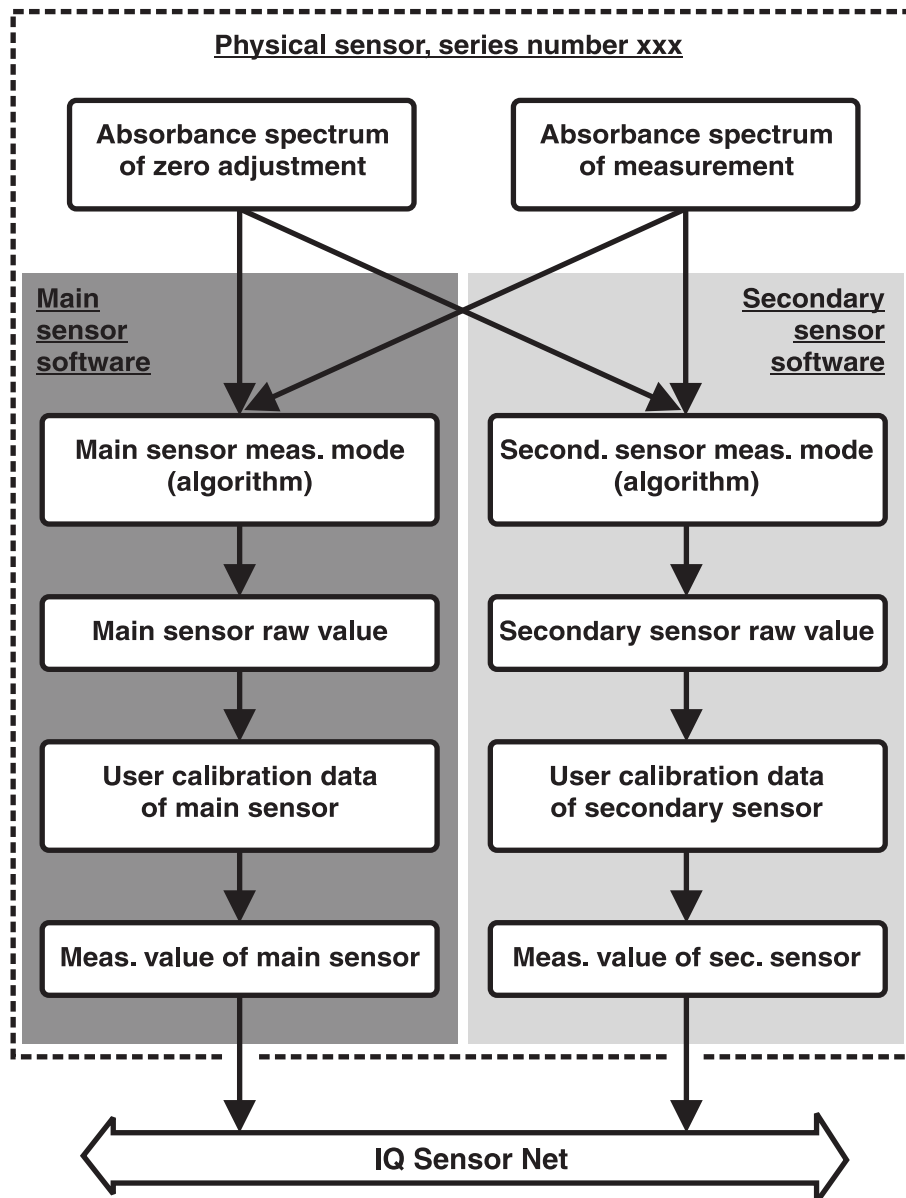 Physical sensor, series number xxx
Absorbance spectrum
of zero adjustment
Absorbance spectrum
of measurement
Main
sensor
software
Secondary
sensor
software
Main sensor meas. mode
(algorithm)
Second. sensor meas. mode
(algorithm)
Main sensor raw value
Secondary sensor raw value
User calibration data
of main sensor
User calibration data
of secondary sensor
Meas. value of main sensor
Meas. value of sec. sensor
IQ Sensor Net